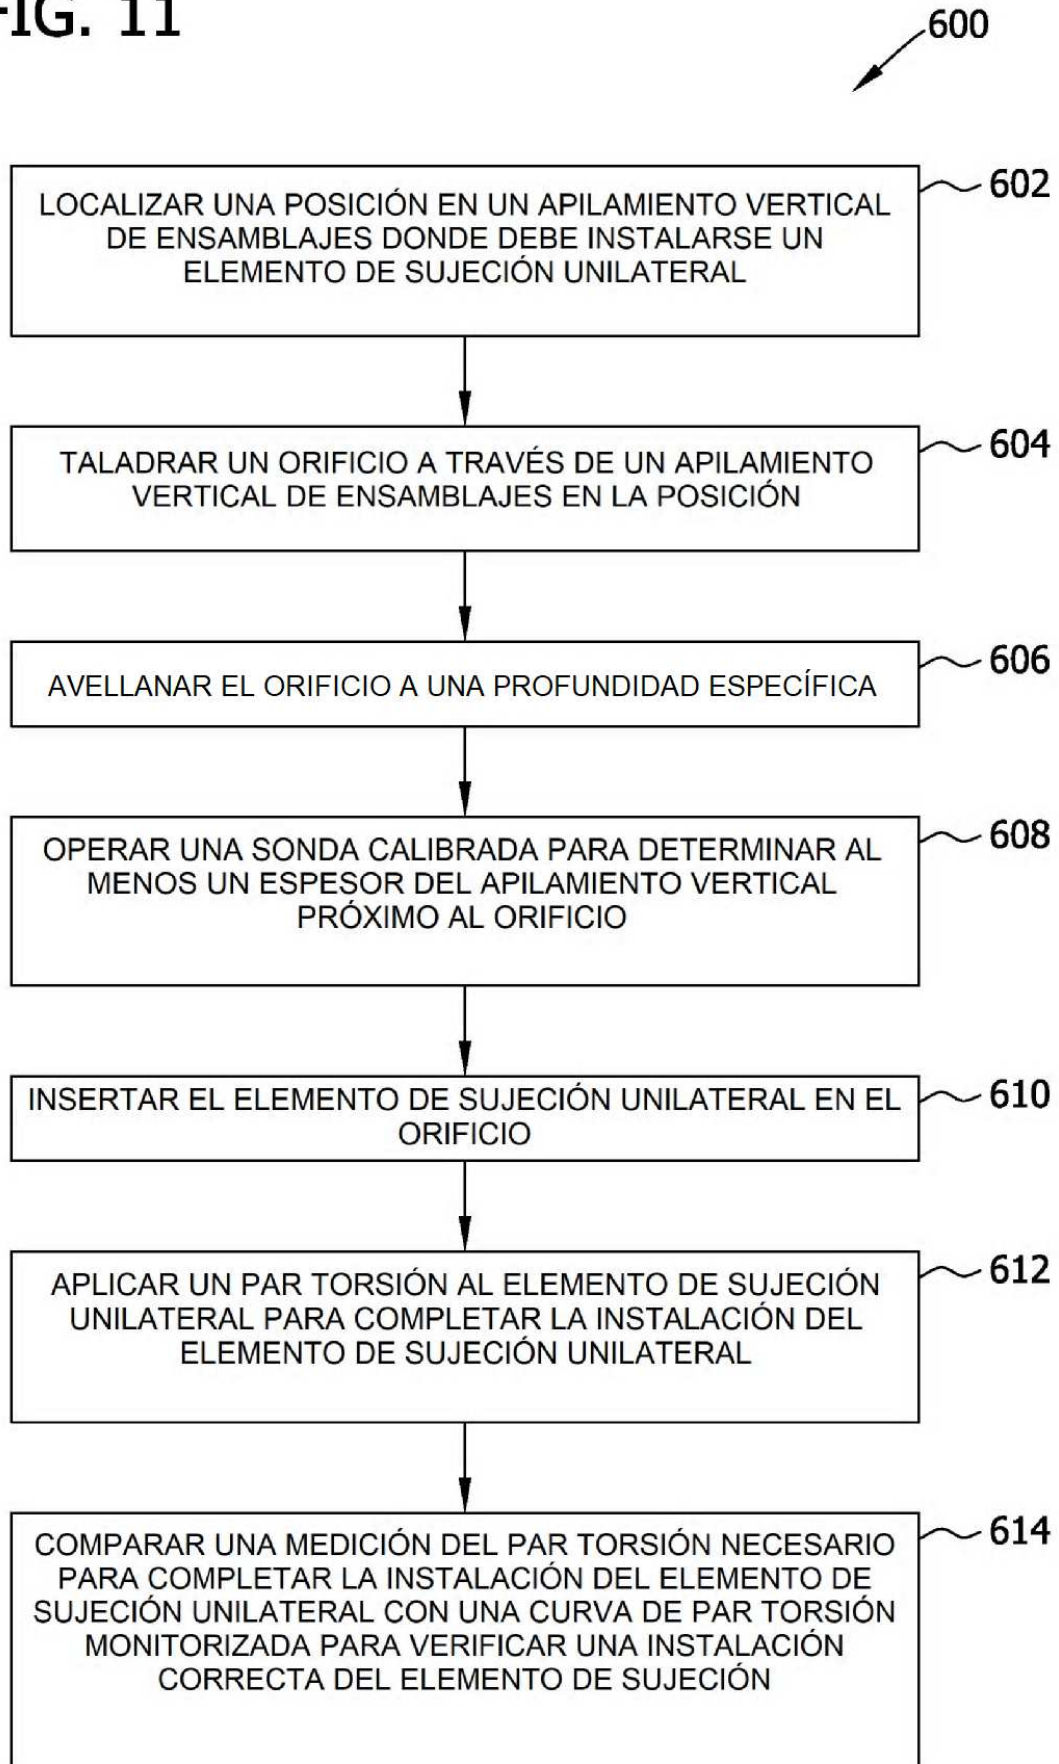 FIG. 11
600
LOCALIZAR UNA POSICIÓN EN UN APILAMIENTO VERTICAL
DE ENSAMBLAJES DONDE DEBE INSTALARSE UN
ELEMENTO DE SUJECIÓN UNILATERAL
602
TALADRAR UN ORIFICIO A TRAVÉS DE UN APILAMIENTO
VERTICAL DE ENSAMBLAJES EN LA POSICIÓN
604
AVELLANAR EL ORIFICIO A UNA PROFUNDIDAD ESPECÍFICA
606
OPERAR UNA SONDA CALIBRADA PARA DETERMINAR AL
MENOS UN ESPESOR DEL APILAMIENTO VERTICAL
PRÓXIMO AL ORIFICIO
608
INSERTAR EL ELEMENTO DE SUJECIÓN UNILATERAL EN EL
ORIFICIO
610
APLICAR UN PAR TORSIÓN AL ELEMENTO DE SUJECIÓN
UNILATERAL PARA COMPLETAR LA INSTALACIÓN DEL
ELEMENTO DE SUJECIÓN UNILATERAL
612
COMPARAR UNA MEDICIÓN DEL PAR TORSIÓN NECESARIO
PARA COMPLETAR LA INSTALACIÓN DEL ELEMENTO DE
SUJECIÓN UNILATERAL CON UNA CURVA DE PAR TORSIÓN
MONITORIZADA PARA VERIFICAR UNA INSTALACIÓN
CORRECTA DEL ELEMENTO DE SUJECIÓN
614